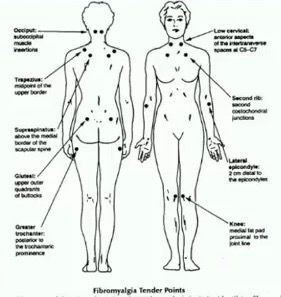 Occiput:
suboccipital
muscle
insertions
Trapezius:
midpoint of the
upper border
Supraspinatus:
above the medial
border of the
scapular spine
Gluteal:
upper outer
quadrants of
buttocks
Greater
trochanter:
posterior to the
trochanteric
prominence
Low cervical:
anterior aspects
of the intertransverse
spaces at C5-C7
Second rib:
second
costochondral
junctions
Lateral
epicondyle:
2 cm distal to
the epicondyles
Knee:
medial fat pad
proximal to the
joint line
Fibromyalgia Tender Points